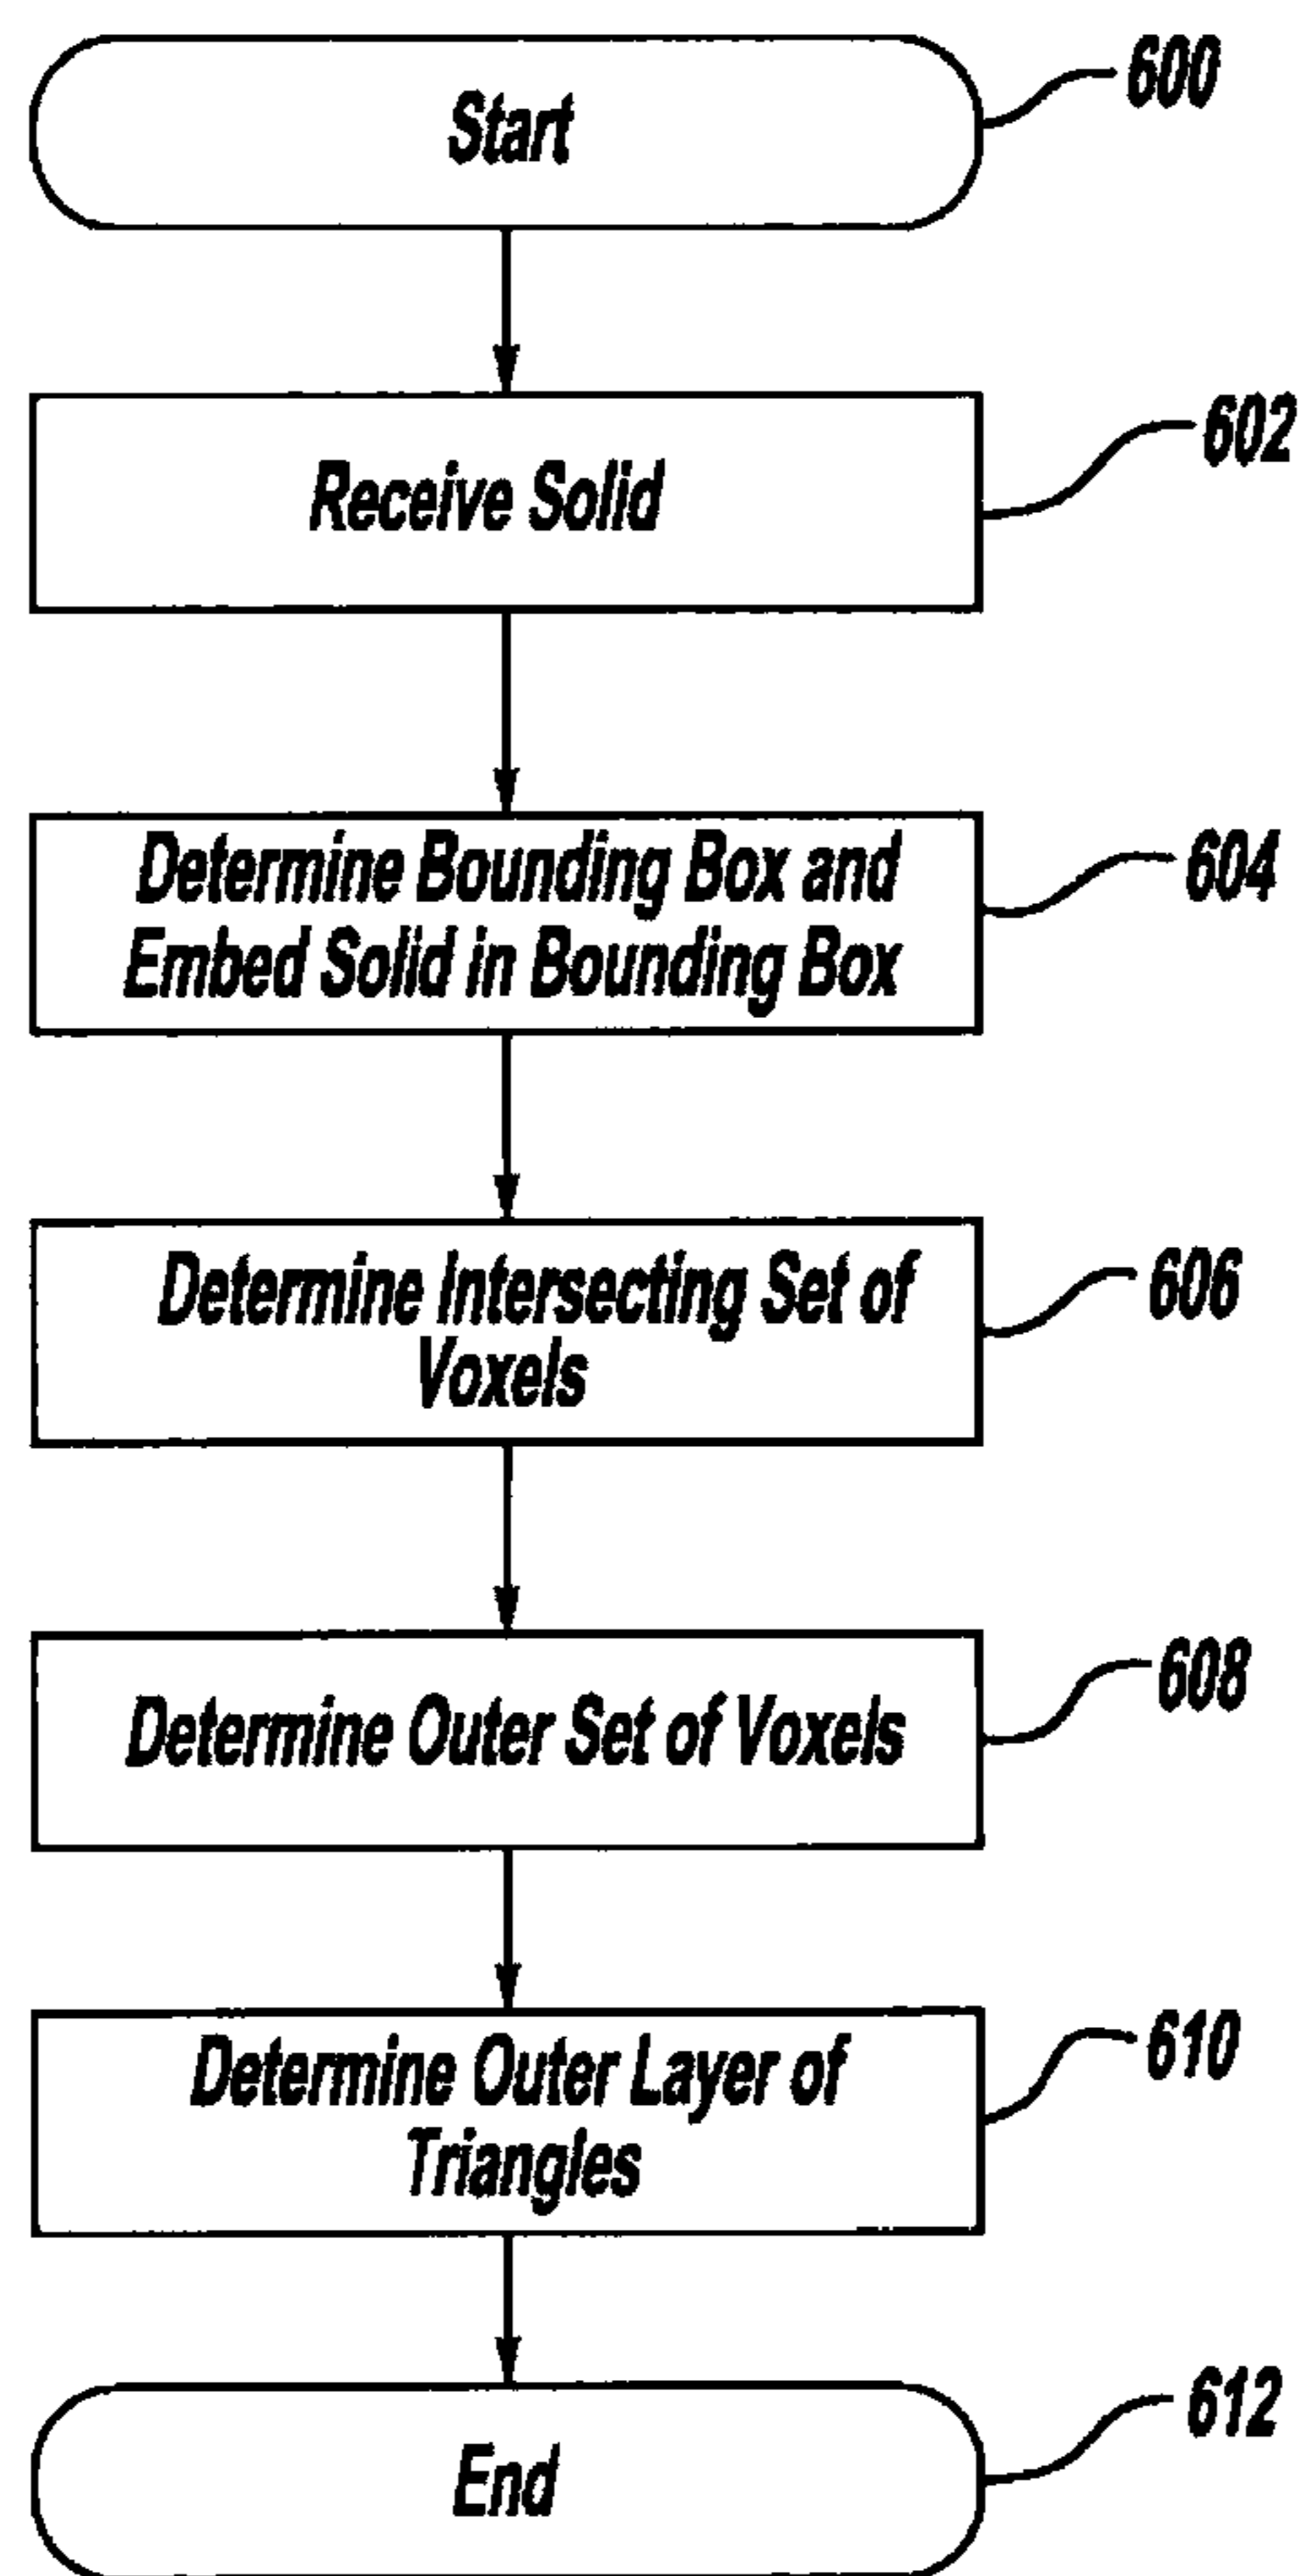 Start
600
Receive Solid
602
Determine Bounding Box and
Embed Solid in Bounding Box
604
Determine Intersecting Set of
Voxels
606
Determine Outer Set of Voxels
608
Determine Outer Layer of
Triangles
610
End
612